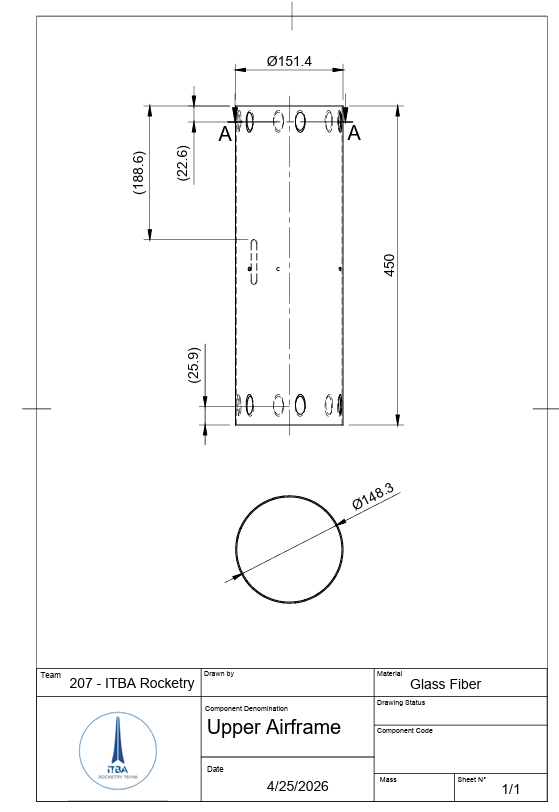 Ø151.4
A
A
(22.6)
(188.6)
450
(25.9)
Ø148.3
Team
207 - ITBA Rocketry
Drawn by
Material
Glass Fiber
Component Denomination
Upper Airframe
Drawing Status
Component Code
Date
4/25/2026
Mass
Sheet N°
1/1
ITBA
ROCKETRY TEAM